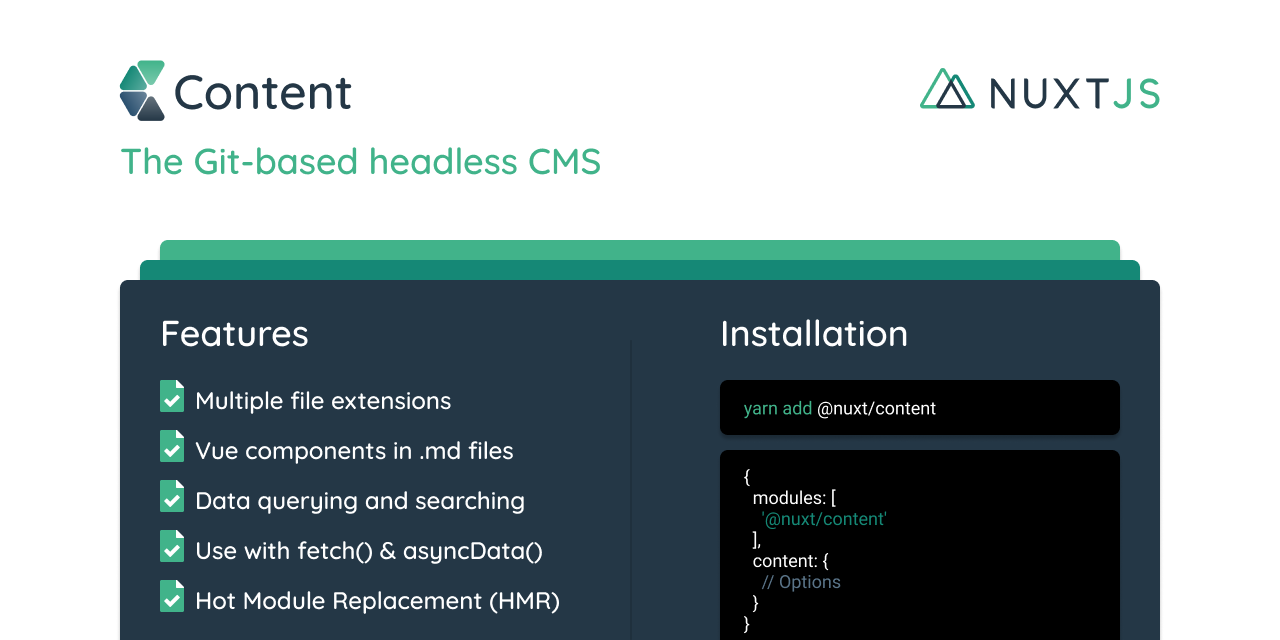 Content
NUXTJS
The Git-based headless CMS
Features
Multiple file extensions
Vue components in .md files
Data querying and searching
Use with fetch() & asyncData()
Hot Module Replacement (HMR)
Installation
yarn add @nuxt/content
{
  modules: [
    '@nuxt/content'
  ],
  content: {
    // Options
  }
}